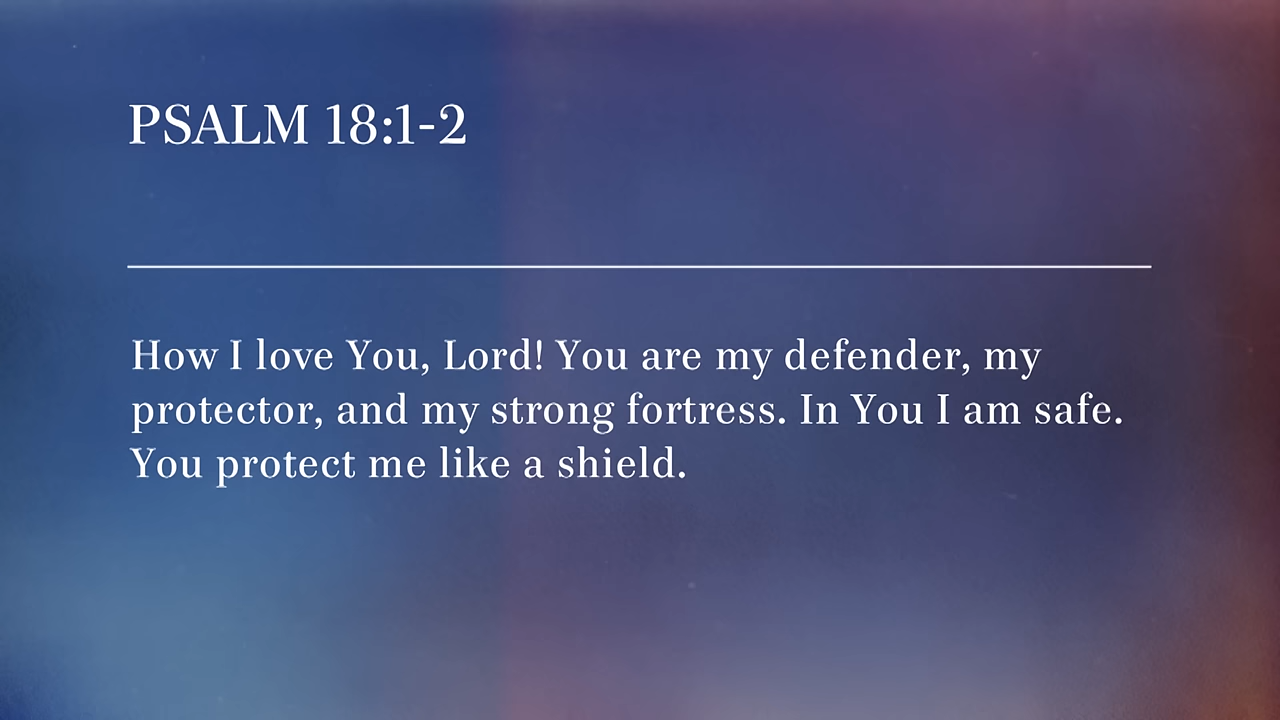 PSALM 18:1-2
How I love You, Lord! You are my defender, my
protector, and my strong fortress. In You I am safe.
You protect me like a shield.